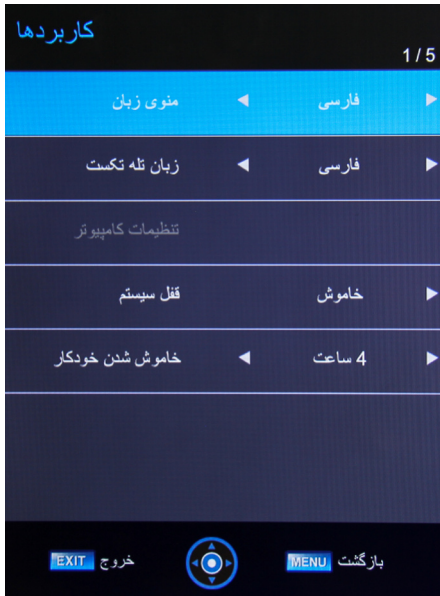 کاربردها
1 / 5
منوی زبان فارسی
زبان تله تکست فارسی
تنظیمات کامپیوتر
قفل سیستم خاموش
خاموش شدن خودکار 4 ساعت
خروج EXIT
بازگشت MENU